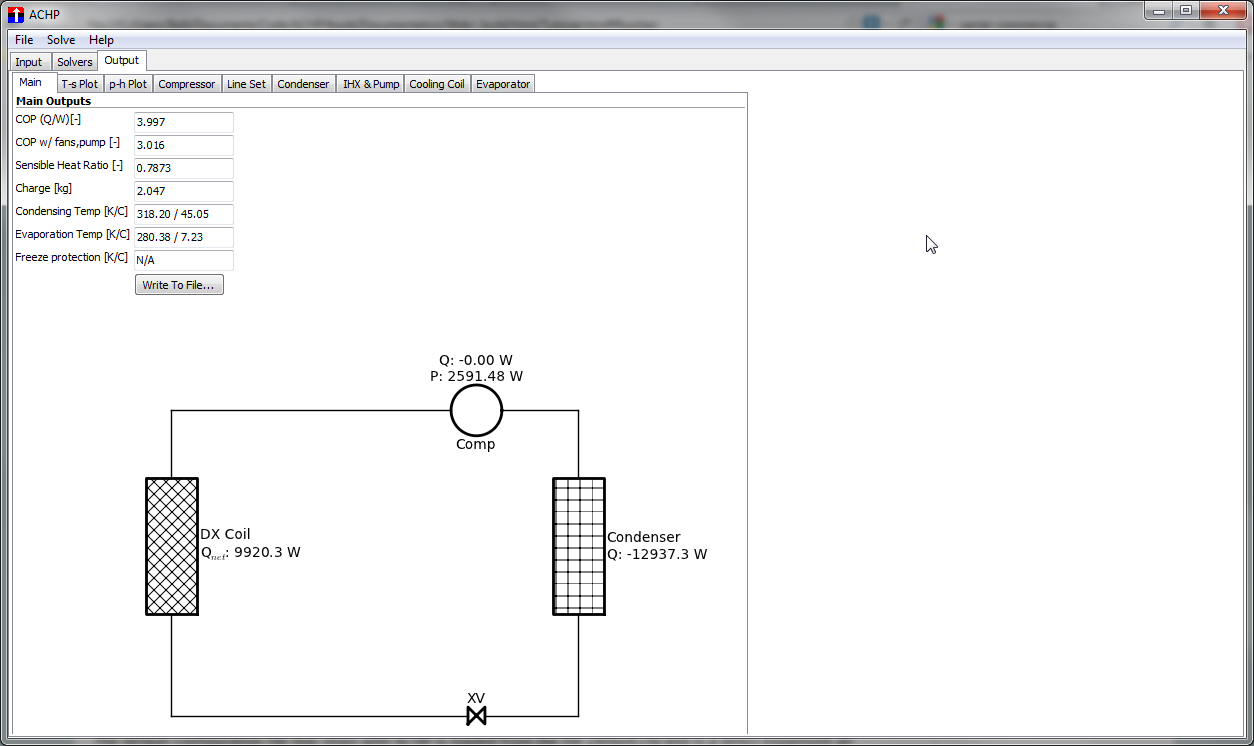 ACHP
File Solve Help
Input Solvers Output
Main T-s Plot p-h Plot Compressor Line Set Condenser IHX & Pump Cooling Coil Evaporator
Main Outputs
COP (Q/W)[-] 3.997
COP w/ fans,pump [-] 3.016
Sensible Heat Ratio [-] 0.7873
Charge [kg] 2.047
Condensing Temp [K/C] 318.20 / 45.05
Evaporation Temp [K/C] 280.38 / 7.23
Freeze protection [K/C] N/A
Write To File...
Q: -0.00 W
P: 2591.48 W
Comp
DX Coil
Qnet: 9920.3 W
Condenser
Q: -12937.3 W
XV